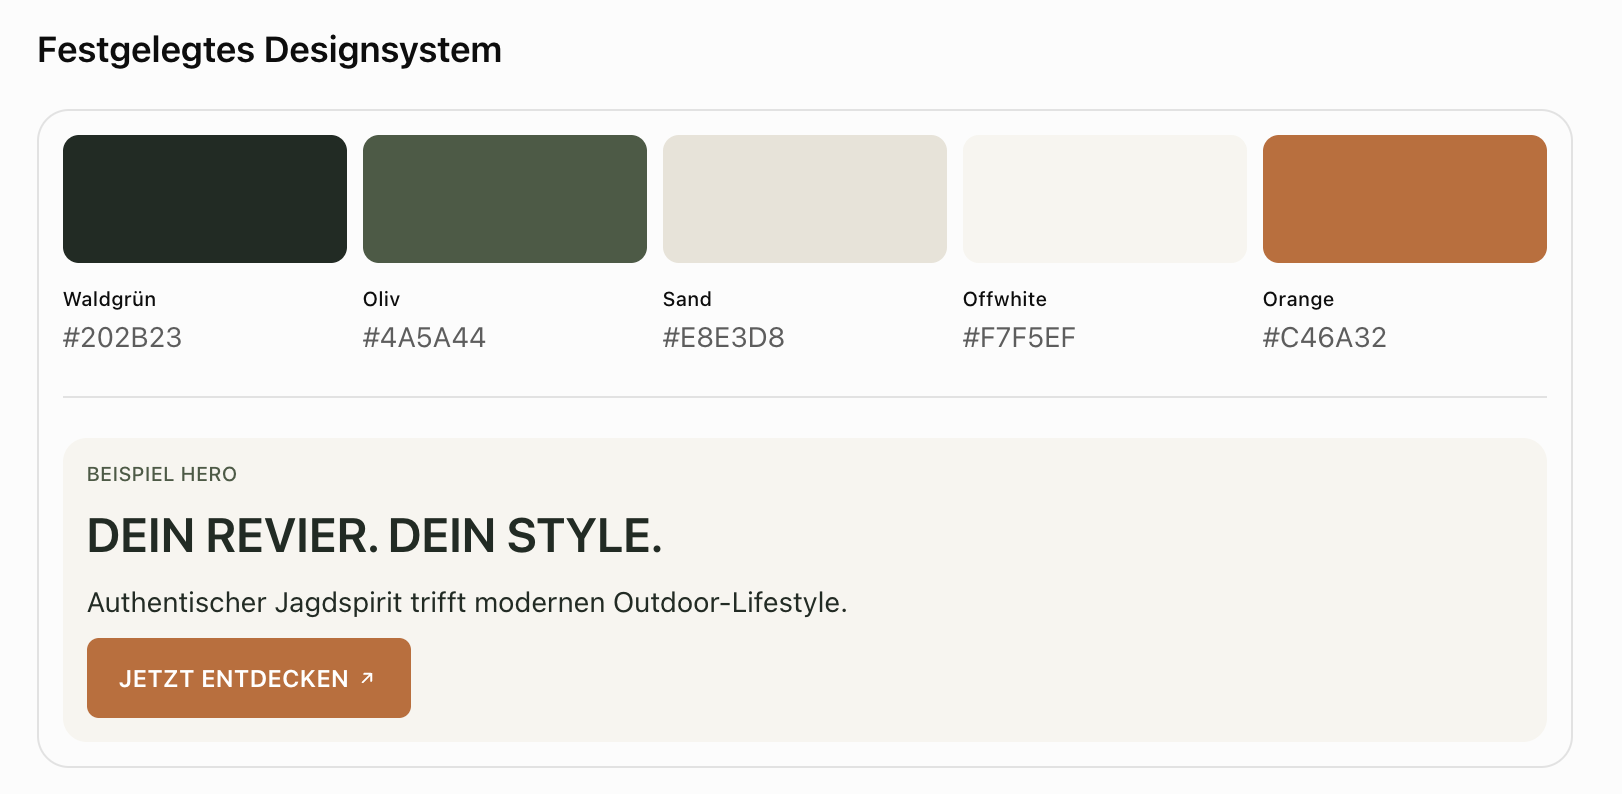 Festgelegtes Designsystem
Waldgrün
#202B23
Oliv
#4A5A44
Sand
#E8E3D8
Offwhite
#F7F5EF
Orange
#C46A32
BEISPIEL HERO
DEIN REVIER. DEIN STYLE.
Authentischer Jagdspirit trifft modernen Outdoor-Lifestyle.
JETZT ENTDECKEN ↗